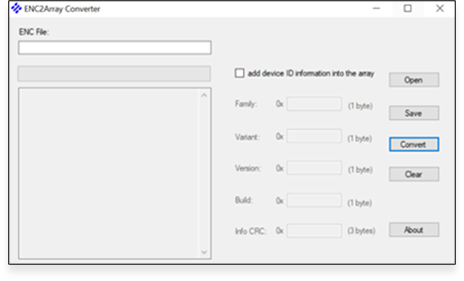 ENC2Array Converter
ENC File:
add device ID information into the array
Open
Family: 0x (1 byte)
Save
Variant: 0x (1 byte)
Convert
Version: 0x (1 byte)
Clear
Build: 0x (1 byte)
Info CRC: 0x (3 bytes)
About